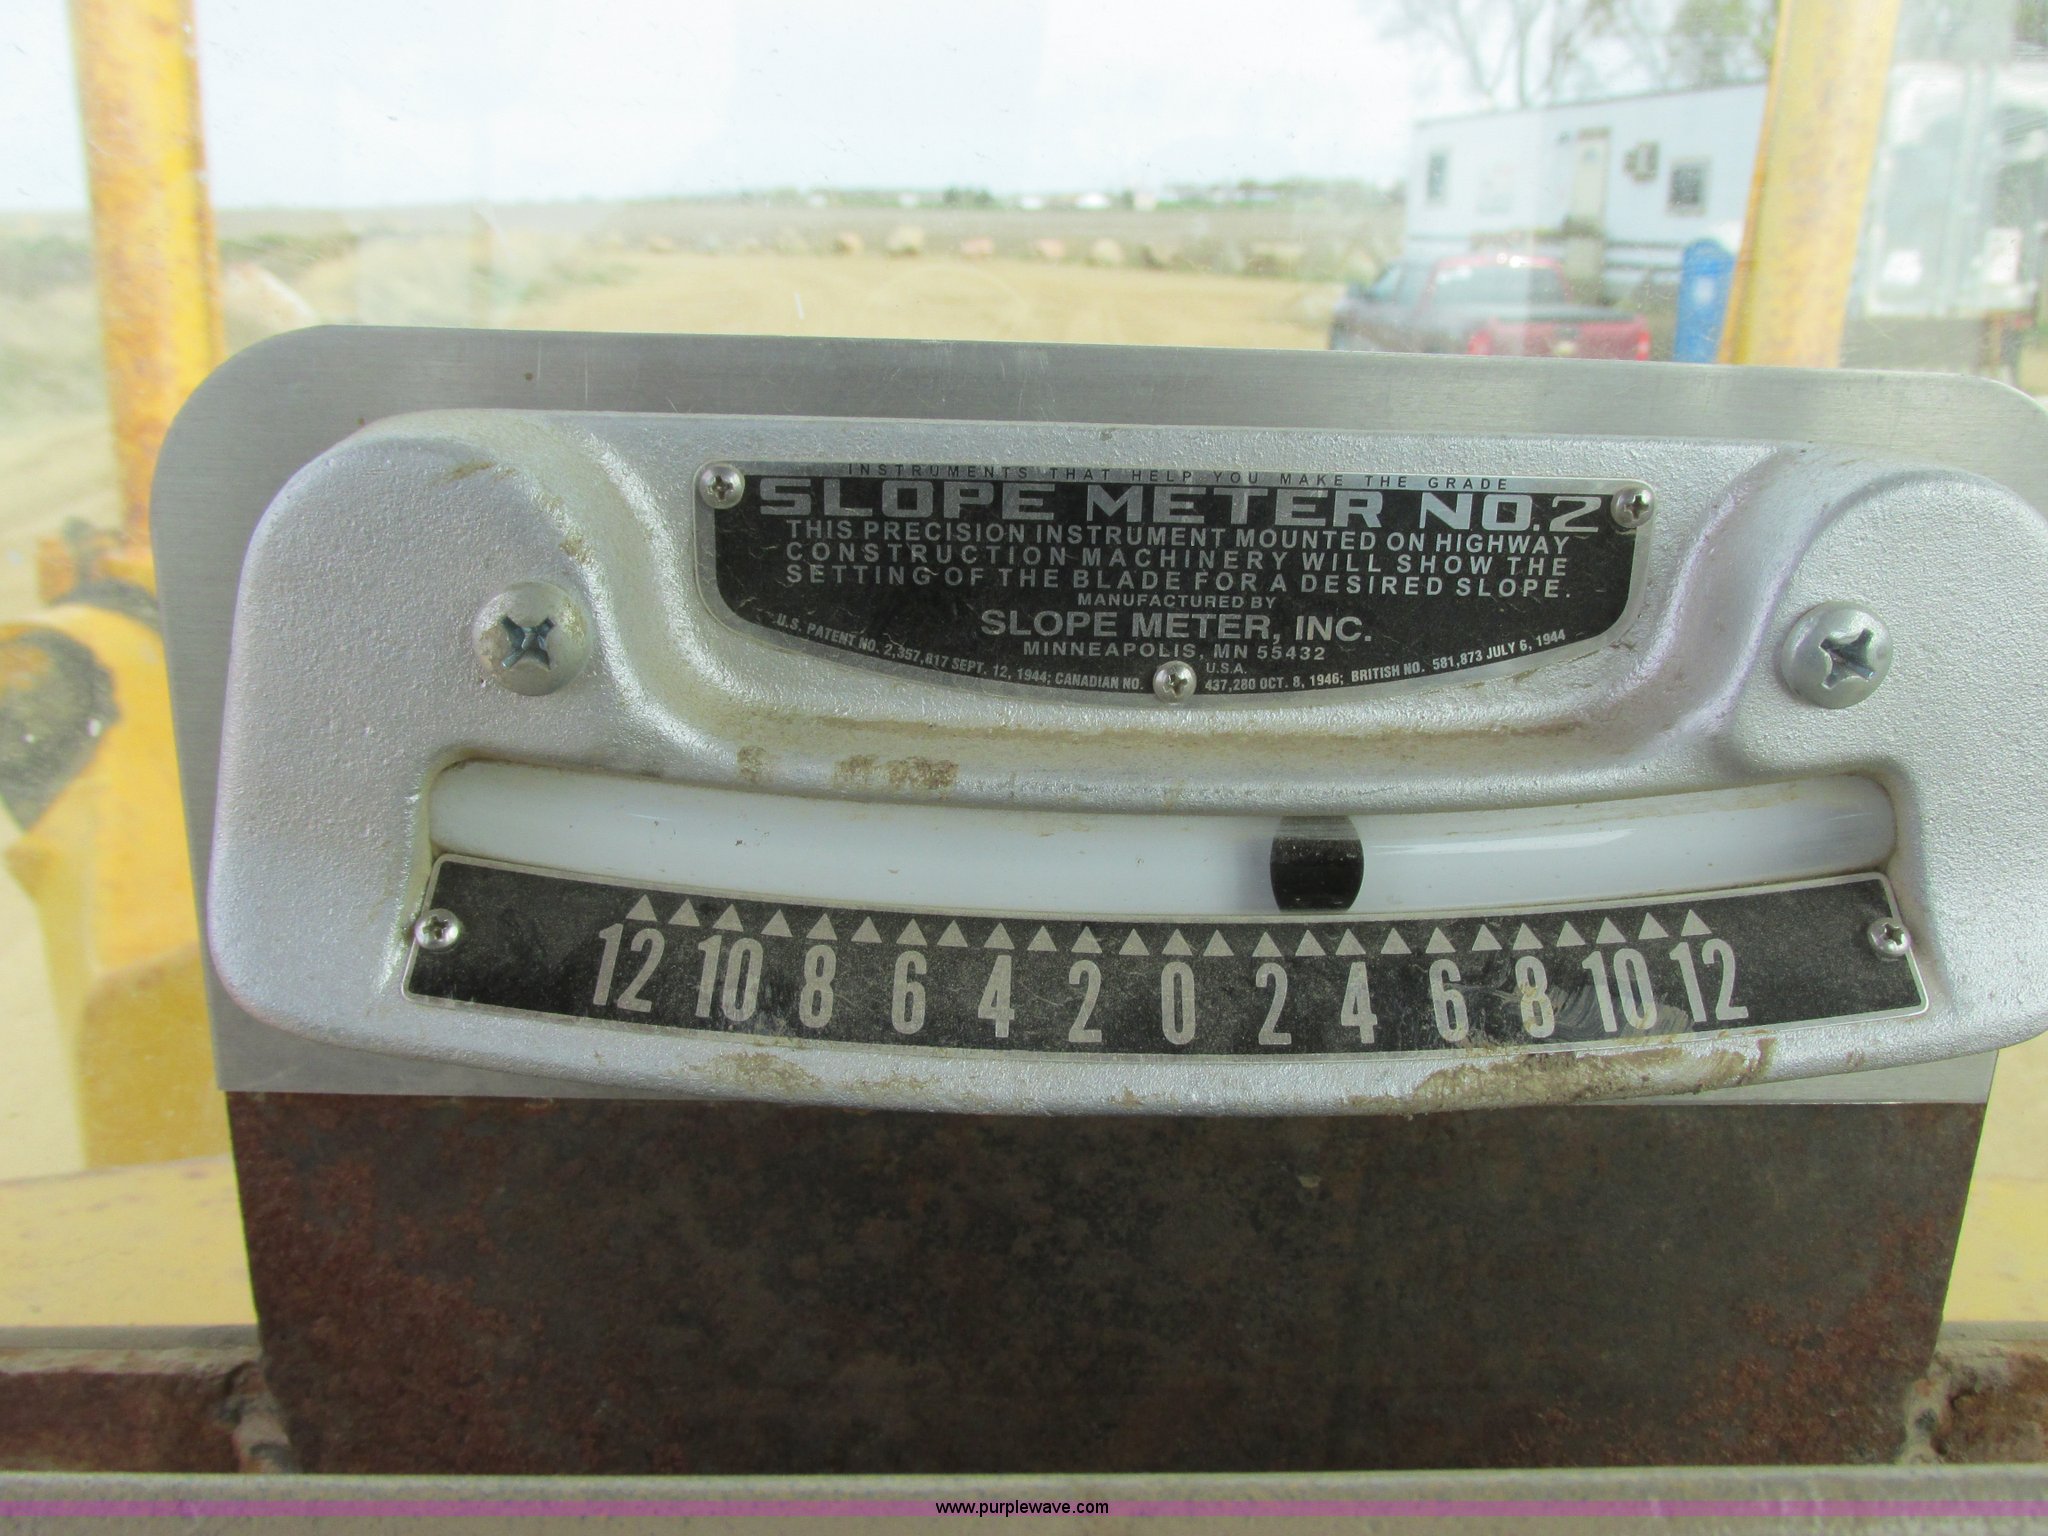 INSTRUMENTS THAT HELP YOU MAKE THE GRADE
SLOPE METER NO.2
THIS PRECISION INSTRUMENT MOUNTED ON HIGHWAY
CONSTRUCTION MACHINERY WILL SHOW THE
SETTING OF THE BLADE FOR A DESIRED SLOPE.
MANUFACTURED BY
SLOPE METER, INC.
MINNEAPOLIS, MN 55432
U.S.A.
U.S. PATENT NO. 2,357,817 SEPT. 12, 1944; CANADIAN NO. 437,280 OCT. 8, 1946; BRITISH NO. 581,873 JULY 6, 1944
12 10 8 6 4 2 0 2 4 6 8 10 12
www.purplewave.com